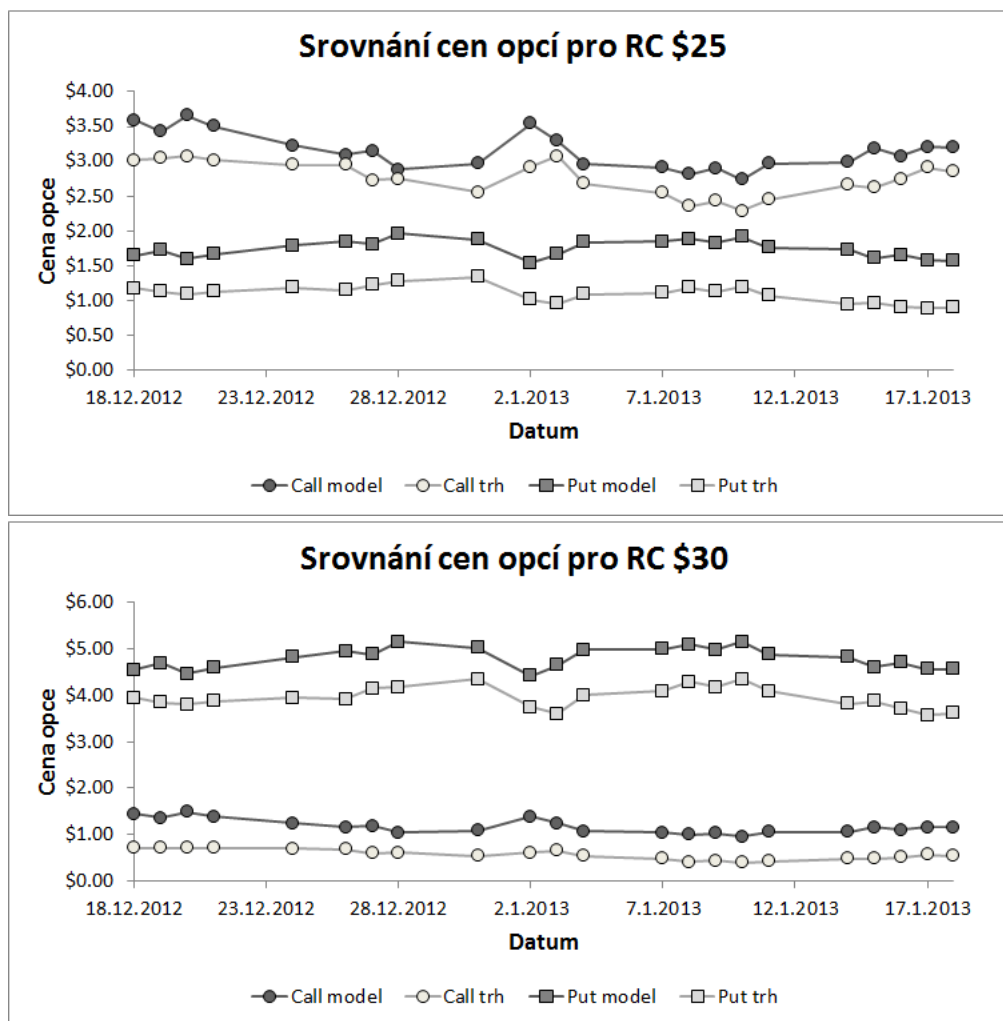 Srovnání cen opcí pro RC $25
Cena opce
$4.00
$3.50
$3.00
$2.50
$2.00
$1.50
$1.00
$0.50
$0.00
18.12.2012 23.12.2012 28.12.2012 2.1.2013 7.1.2013 12.1.2013 17.1.2013
Datum
Call model Call trh Put model Put trh
Srovnání cen opcí pro RC $30
Cena opce
$6.00
$5.00
$4.00
$3.00
$2.00
$1.00
$0.00
18.12.2012 23.12.2012 28.12.2012 2.1.2013 7.1.2013 12.1.2013 17.1.2013
Datum
Call model Call trh Put model Put trh